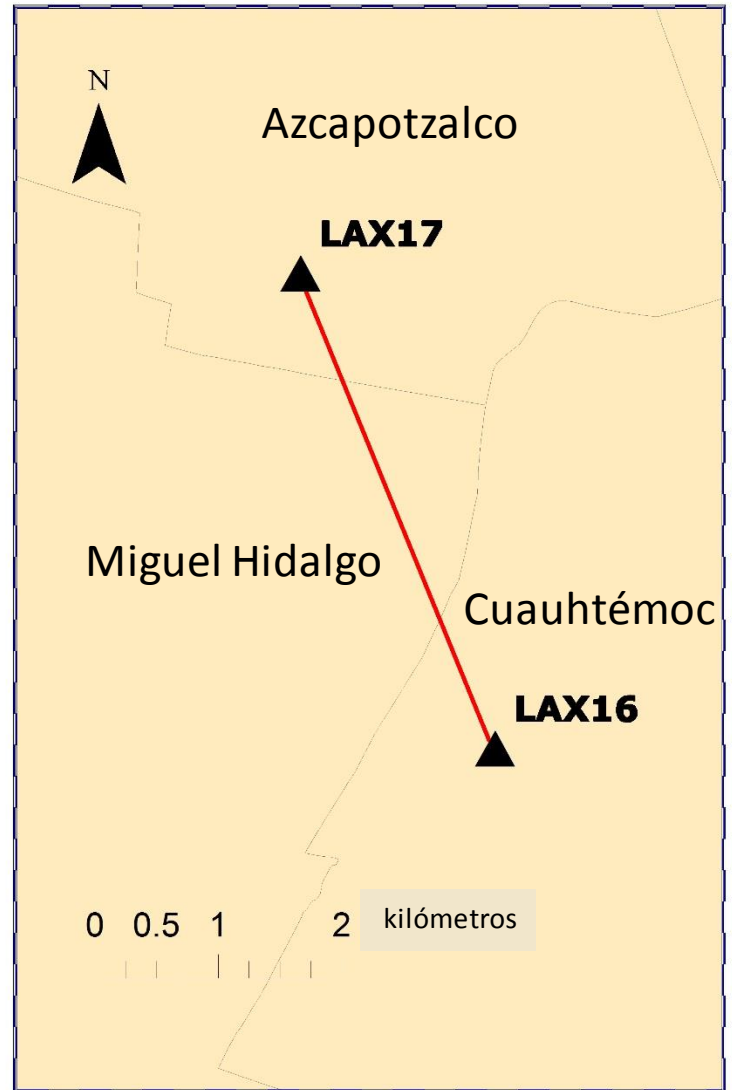 N
Azcapotzalco
LAX17
Miguel Hidalgo
Cuauhtémoc
LAX16
0 0.5 1 2 kilómetros